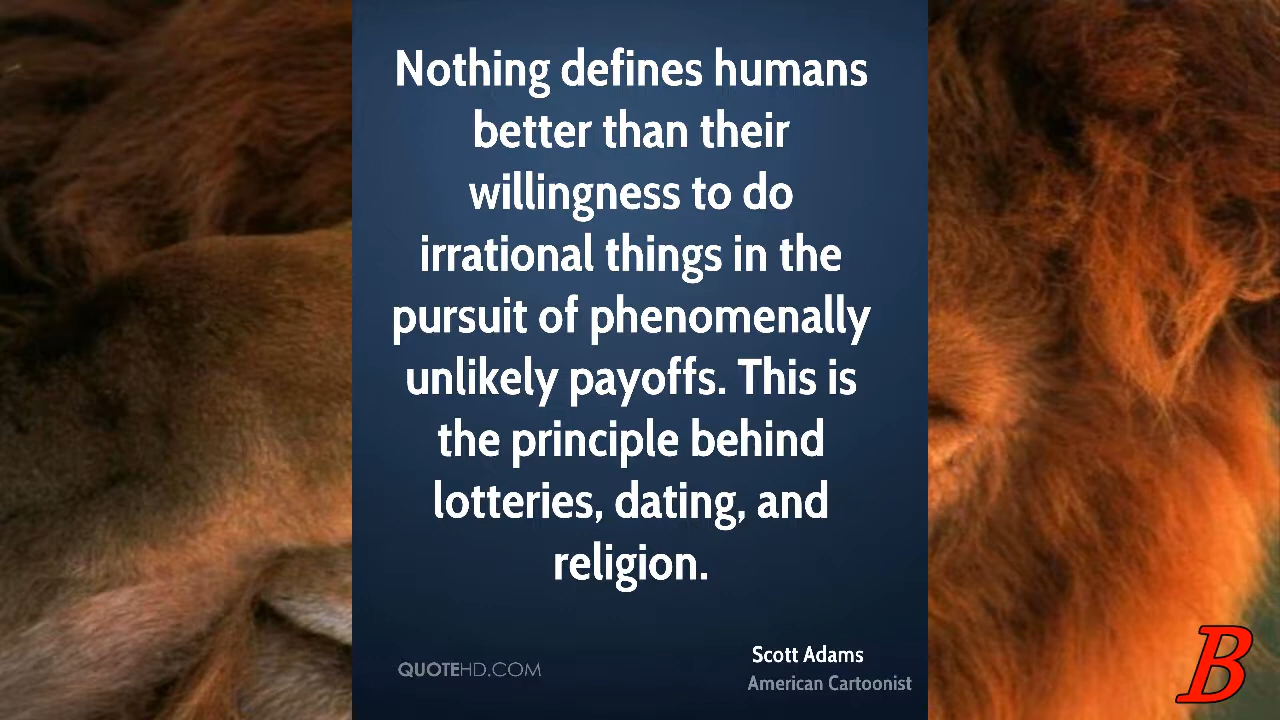 Nothing defines humans
better than their
willingness to do
irrational things in the
pursuit of phenomenally
unlikely payoffs. This is
the principle behind
lotteries, dating, and
religion.
Scott Adams
QUOTEHD.COM
American Cartoonist
B